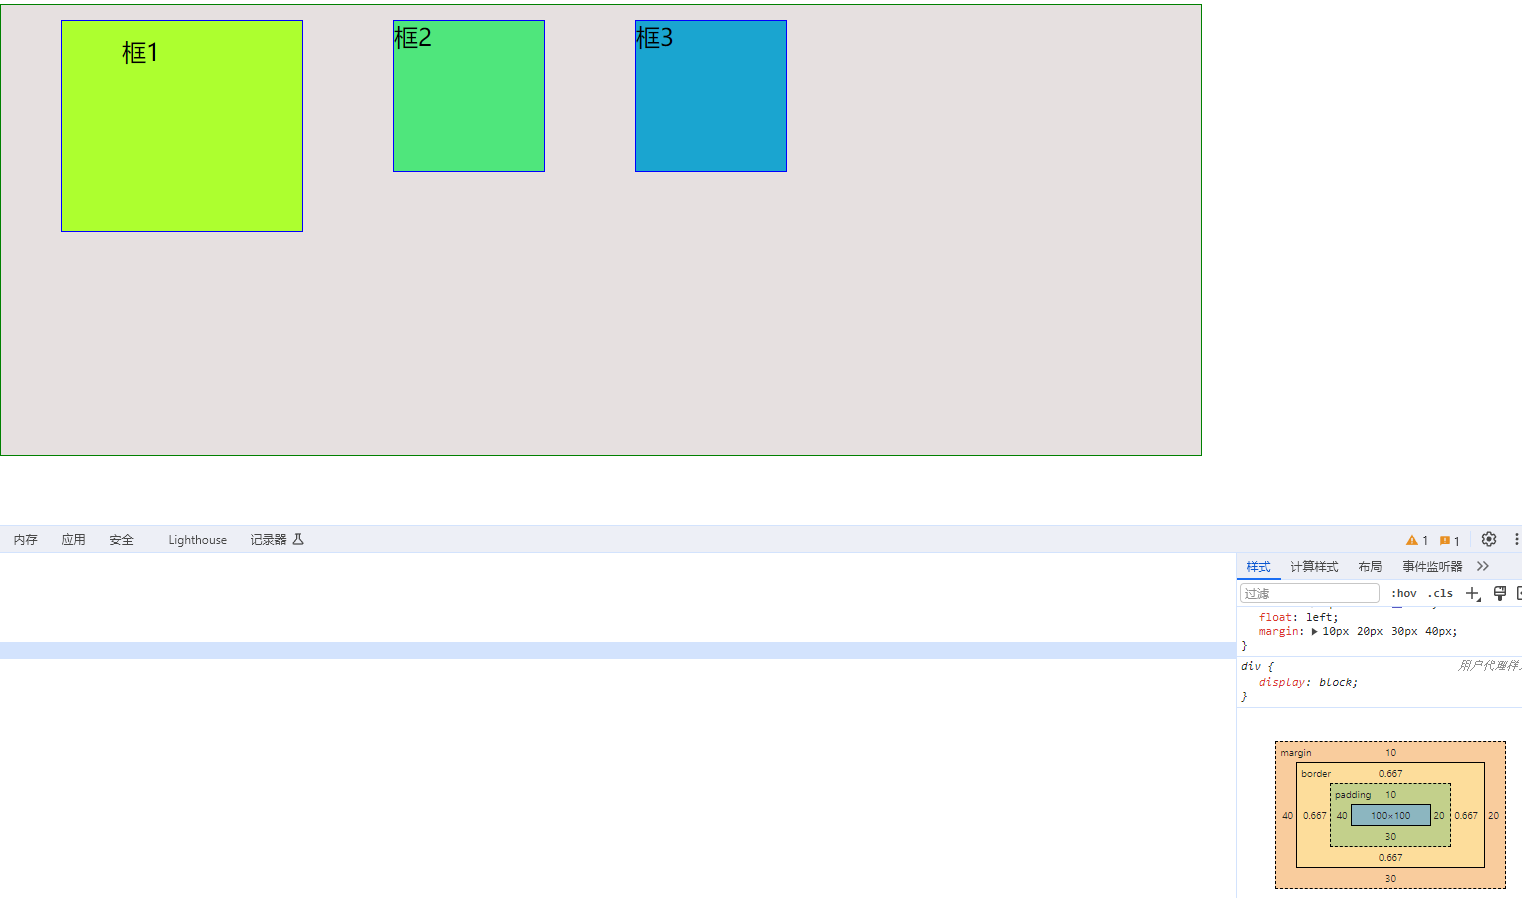 框1
框2
框3
内存 应用 安全 Lighthouse 记录器 1 1
样式 计算样式 布局 事件监听器
过滤 :hov .cls
float: left;
margin: 10px 20px 30px 40px;
}
div { 用户代理样
display: block;
}
margin 10
border 0.667
padding 10
40 0.667 40 100×100 20 0.667 20
30
0.667
30